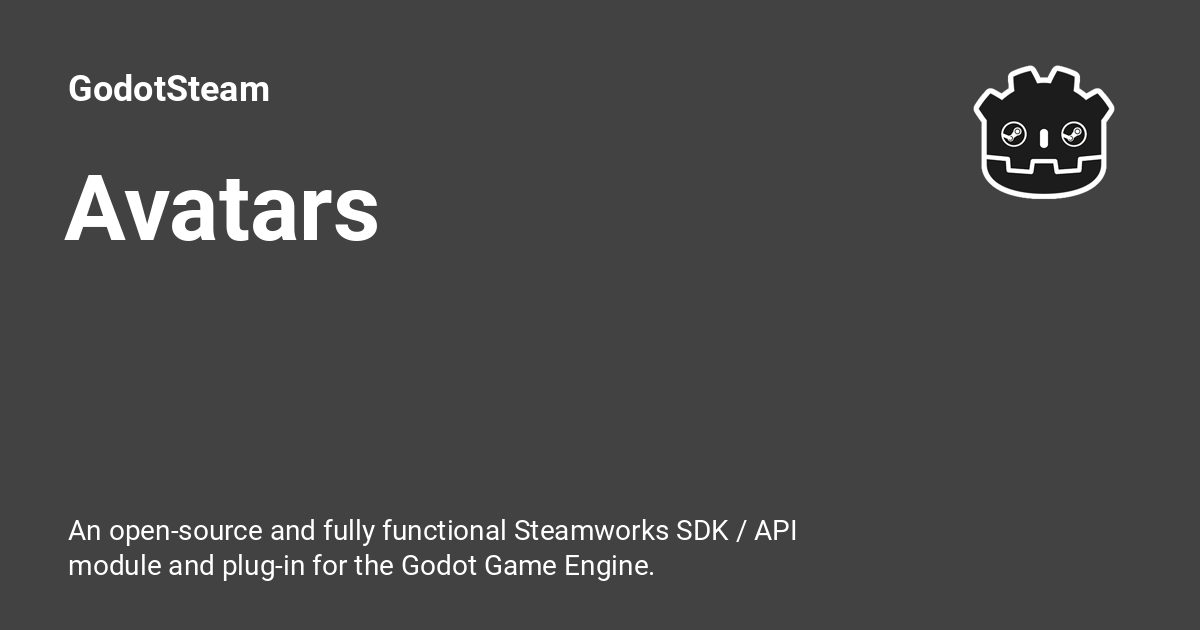 GodotSteam
Avatars
An open-source and fully functional Steamworks SDK / API
module and plug-in for the Godot Game Engine.